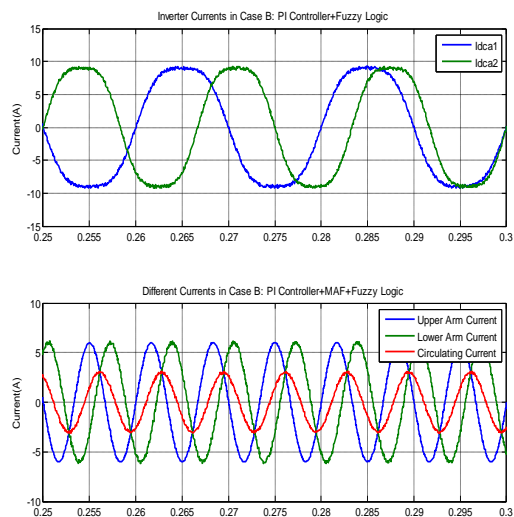 Inverter Currents in Case B: PI Controller+Fuzzy Logic
15
10
5
0
-5
-10
-15
Current(A)
Idca1
Idca2
0.25 0.255 0.26 0.265 0.27 0.275 0.28 0.285 0.29 0.295 0.3
Different Currents in Case B: PI Controller+MAF+Fuzzy Logic
10
5
0
-5
-10
Current(A)
Upper Arm Current
Lower Arm Current
Circulating Current
0.25 0.255 0.26 0.265 0.27 0.275 0.28 0.285 0.29 0.295 0.3